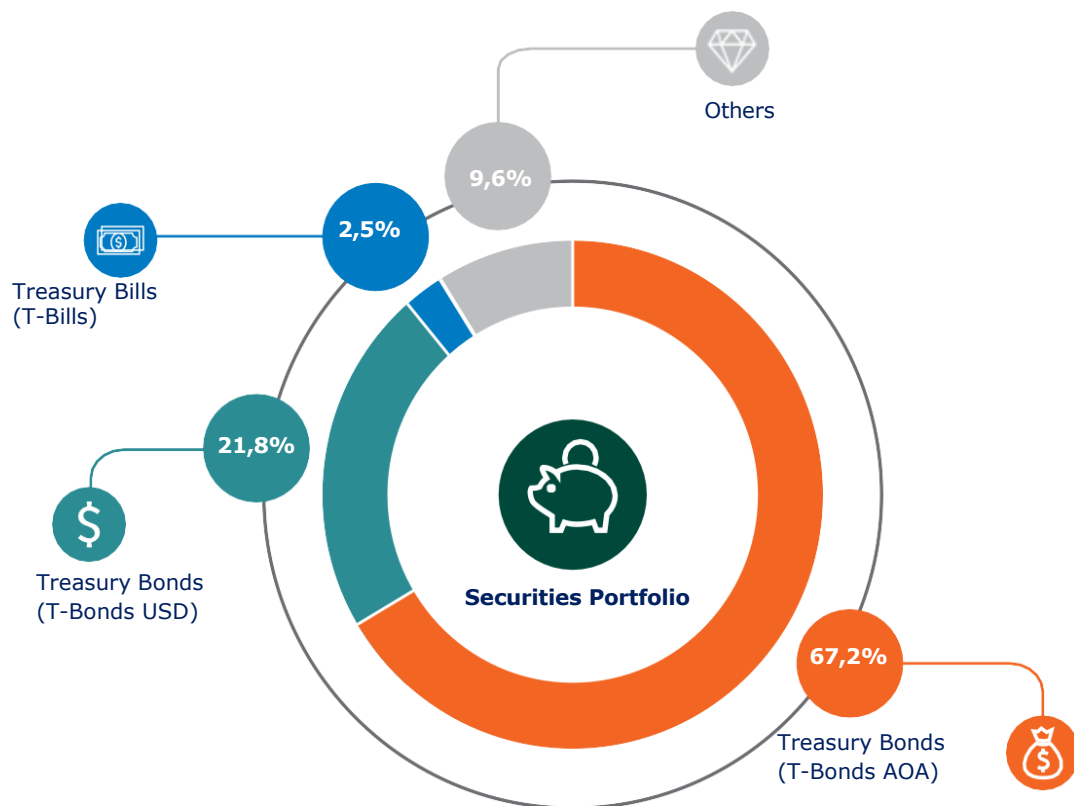 Others
9,6%
2,5%
Treasury Bills
(T-Bills)
21,8%
$
Treasury Bonds
(T-Bonds USD)
Securities Portfolio
67,2%
Treasury Bonds
(T-Bonds AOA)
$
$